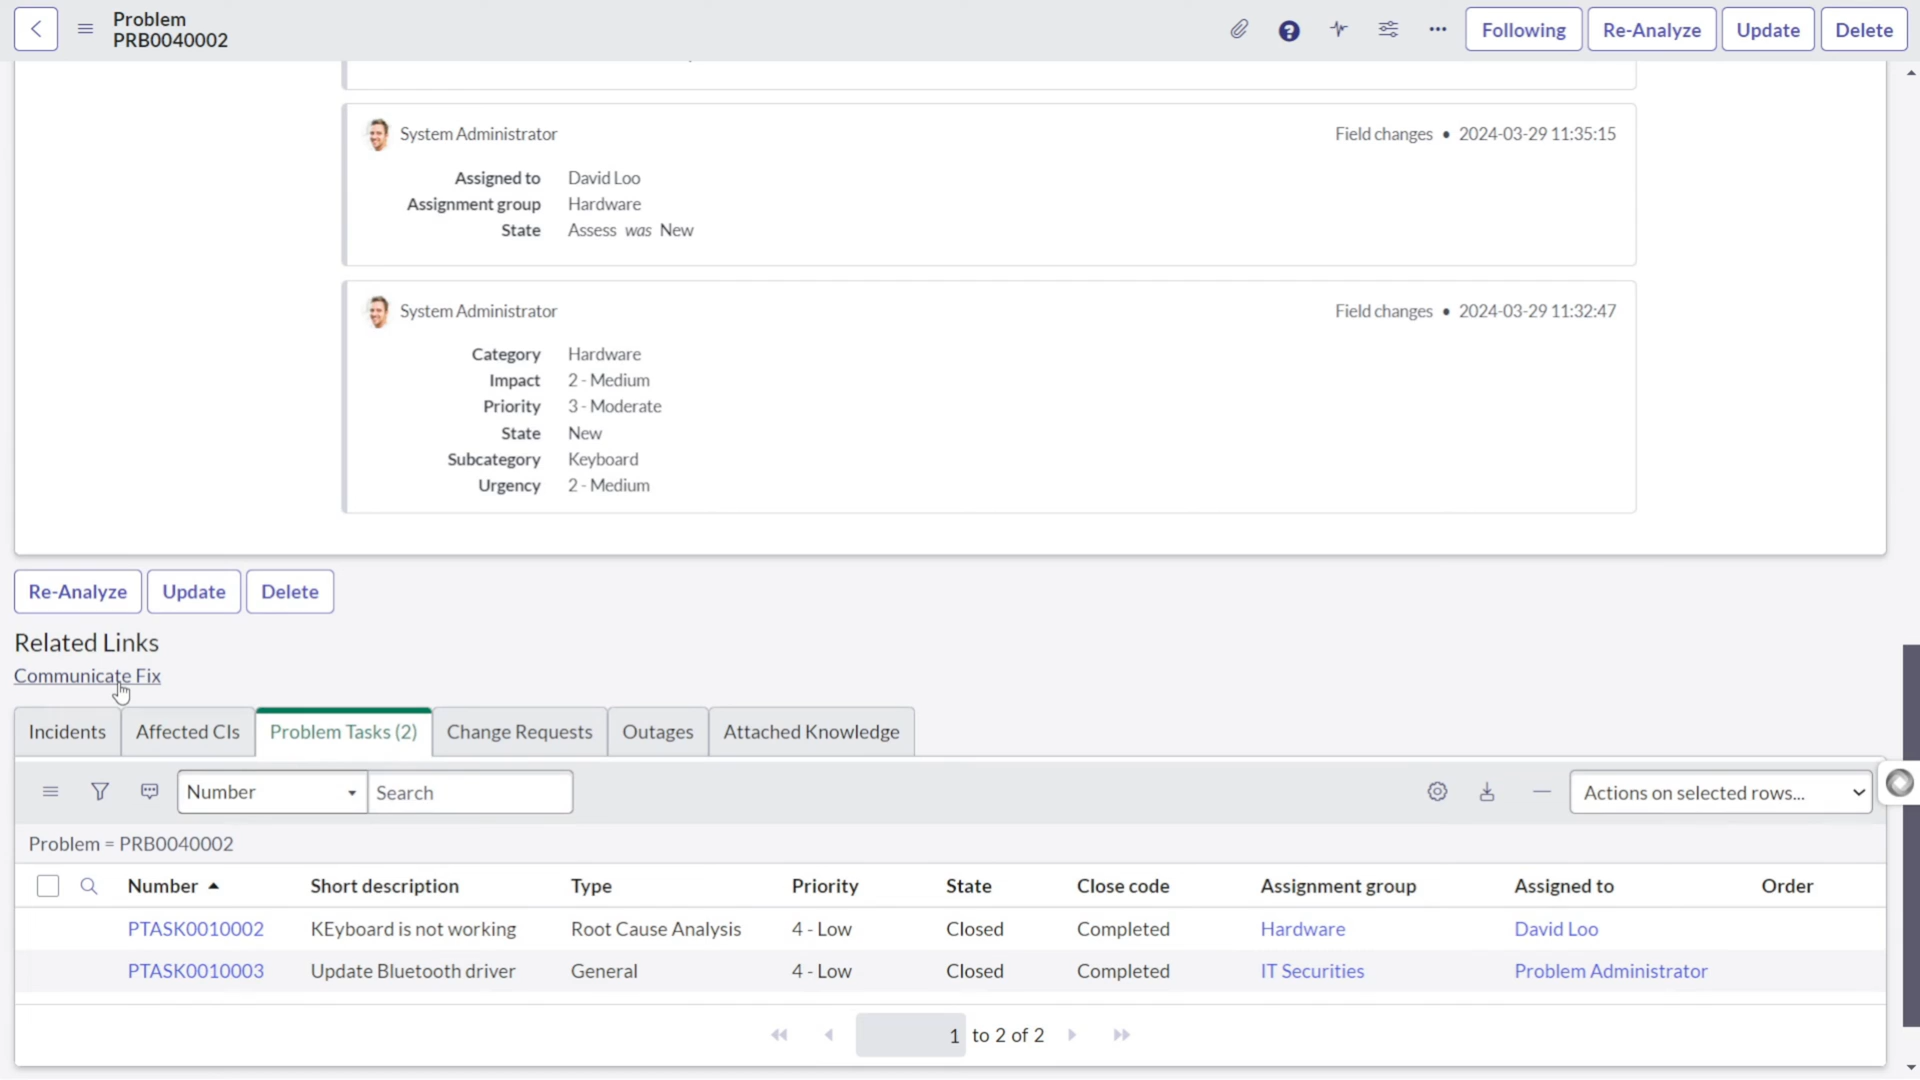 Problem
PRB0040002
Following
Re-Analyze
Update
Delete
System Administrator
Field changes • 2024-03-29 11:35:15
Assigned to David Loo
Assignment group Hardware
State Assess was New
System Administrator
Field changes • 2024-03-29 11:32:47
Category Hardware
Impact 2 - Medium
Priority 3 - Moderate
State New
Subcategory Keyboard
Urgency 2 - Medium
Re-Analyze
Update
Delete
Related Links
Communicate Fix
Incidents
Affected CIs
Problem Tasks (2)
Change Requests
Outages
Attached Knowledge
Number
Search
Actions on selected rows...
Problem = PRB0040002
Number Short description Type Priority State Close code Assignment group Assigned to Order
PTASK0010002 KEyboard is not working Root Cause Analysis 4 - Low Closed Completed Hardware David Loo
PTASK0010003 Update Bluetooth driver General 4 - Low Closed Completed IT Securities Problem Administrator
1 to 2 of 2